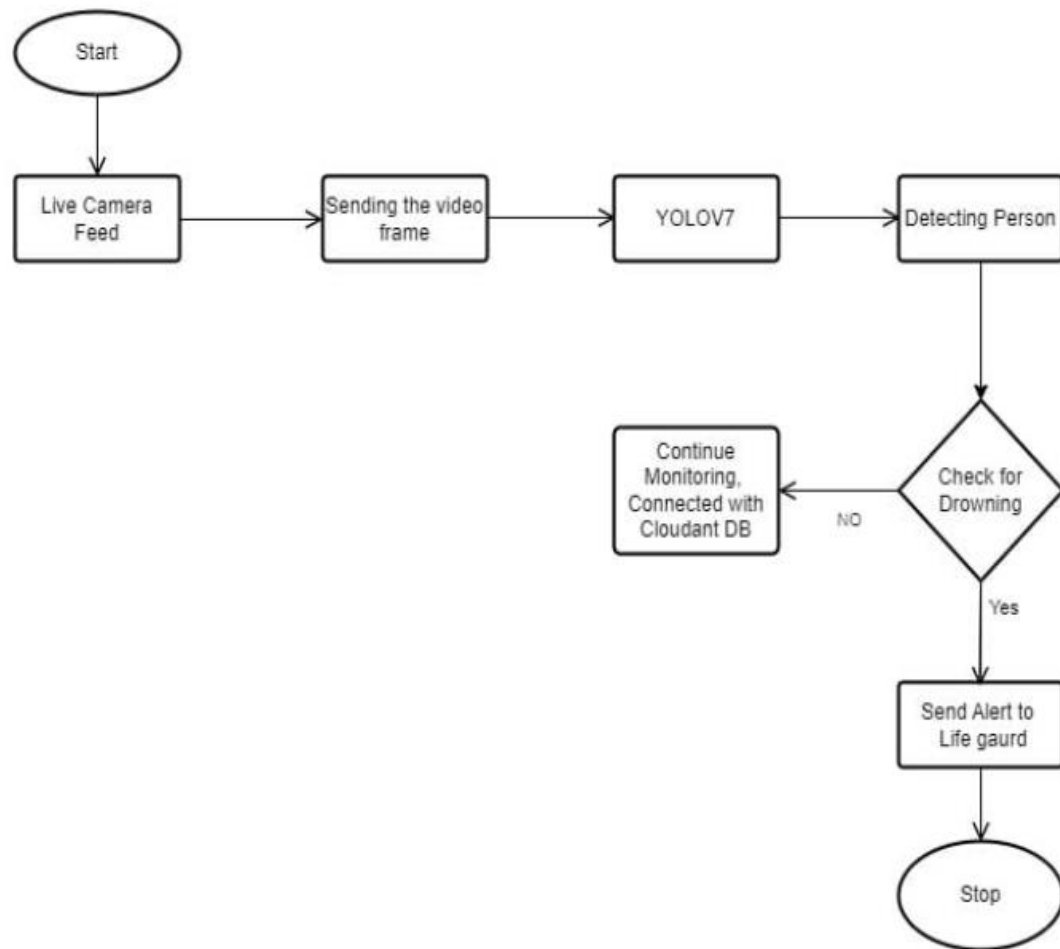 Start
Live Camera
Feed
Sending the video
frame
YOLOV7
Detecting Person
Check for
Drowning
NO
Continue
Monitoring,
Connected with
Cloudant DB
Yes
Send Alert to
Life gaurd
Stop